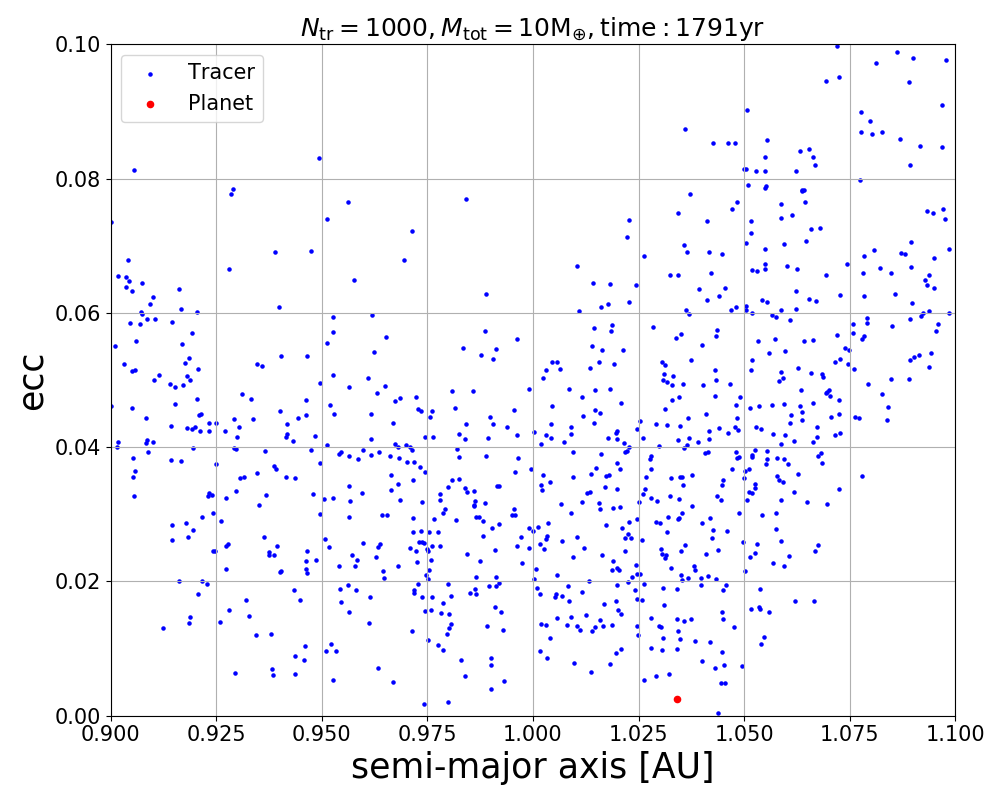 N_tr = 1000, M_tot = 10M_⊕, time : 1791yr
Tracer
Planet
ecc
0.10
0.08
0.06
0.04
0.02
0.00
0.900 0.925 0.950 0.975 1.000 1.025 1.050 1.075 1.100
semi-major axis [AU]